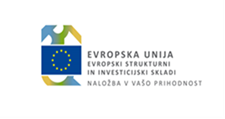 EVROPSKA UNIJA
EVROPSKI STRUKTURNI
IN INVESTICIJSKI SKLADI
NALOŽBA V VAŠO PRIHODNOST